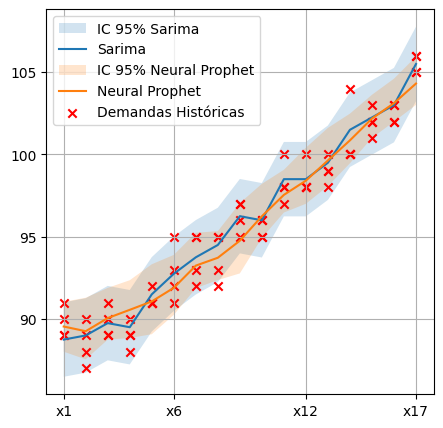 IC 95% Sarima
Sarima
IC 95% Neural Prophet
Neural Prophet
Demandas Históricas
105
100
95
90
x1 x6 x12 x17